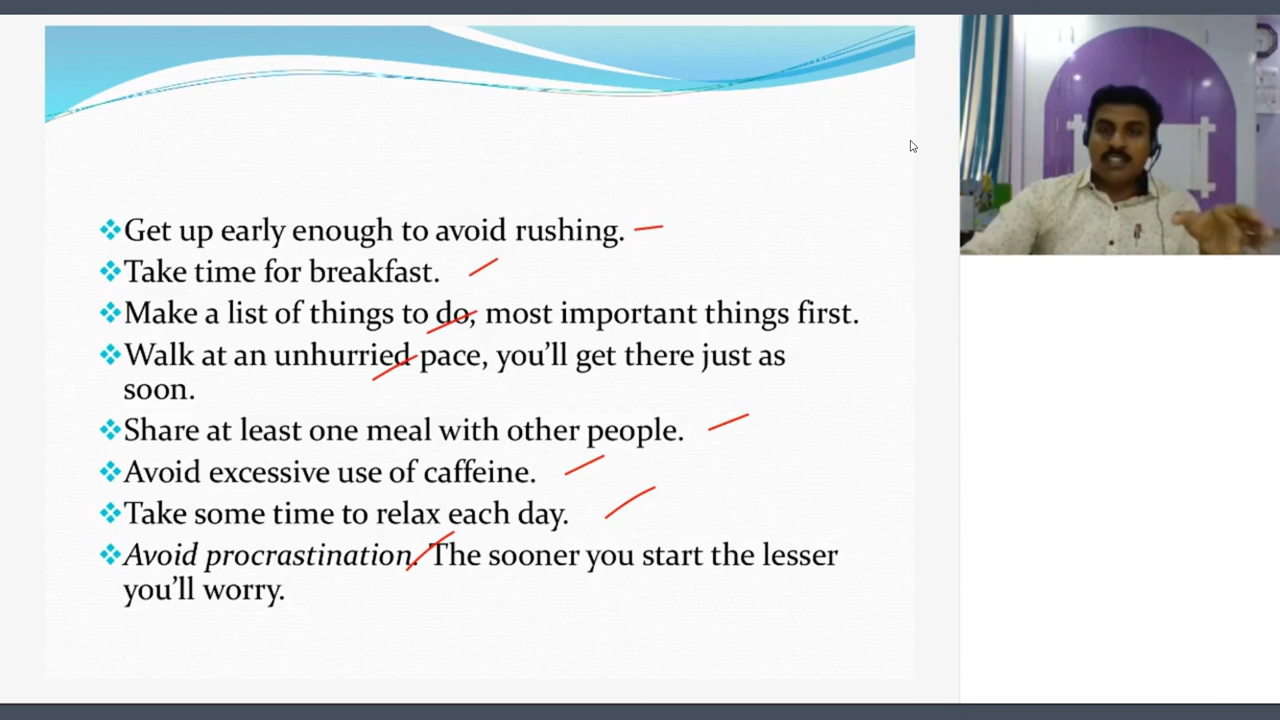 Get up early enough to avoid rushing.
Take time for breakfast.
Make a list of things to do, most important things first.
Walk at an unhurried pace, you’ll get there just as
soon.
Share at least one meal with other people.
Avoid excessive use of caffeine.
Take some time to relax each day.
Avoid procrastination. The sooner you start the lesser
you’ll worry.